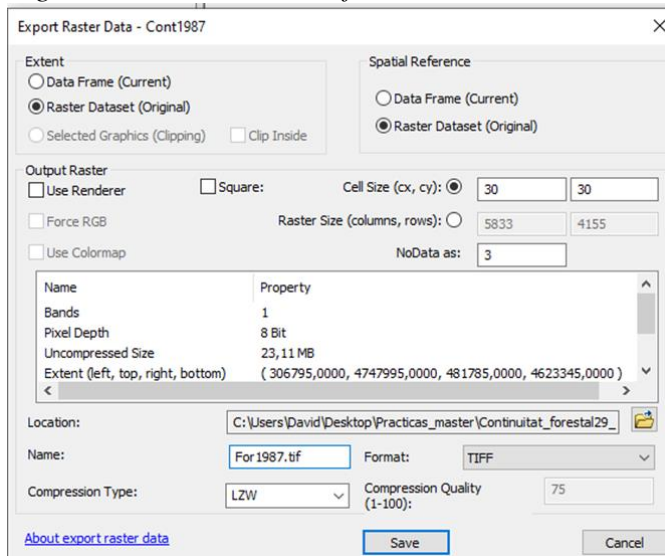 Export Raster Data - Cont1987
Extent
Data Frame (Current)
Raster Dataset (Original)
Selected Graphics (Clipping) Clip Inside
Spatial Reference
Data Frame (Current)
Raster Dataset (Original)
Output Raster
Use Renderer Square: Cell Size (cx, cy): 30 30
Force RGB Raster Size (columns, rows): 5833 4155
Use Colormap NoData as: 3
Name Property
Bands 1
Pixel Depth 8 Bit
Uncompressed Size 23,11 MB
Extent (left, top, right, bottom) ( 306795,0000, 4747995,0000, 481785,0000, 4623345,0000 )
Location: C:\Users\David\Desktop\Practicas_master\Continuitat_forestal29_
Name: For1987.tif Format: TIFF
Compression Type: LZW Compression Quality (1-100): 75
About export raster data Save Cancel